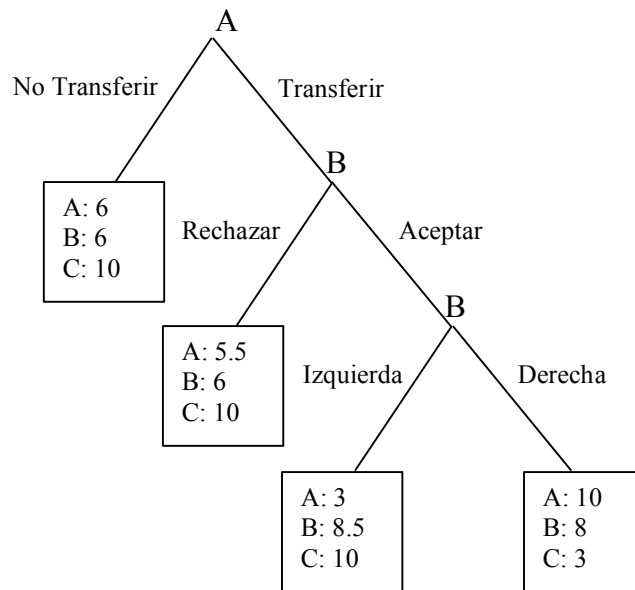 A
No Transferir
Transferir
B
A: 6
B: 6
C: 10
Rechazar
Aceptar
B
A: 5.5
B: 6
C: 10
Izquierda
Derecha
A: 3
B: 8.5
C: 10
A: 10
B: 8
C: 3